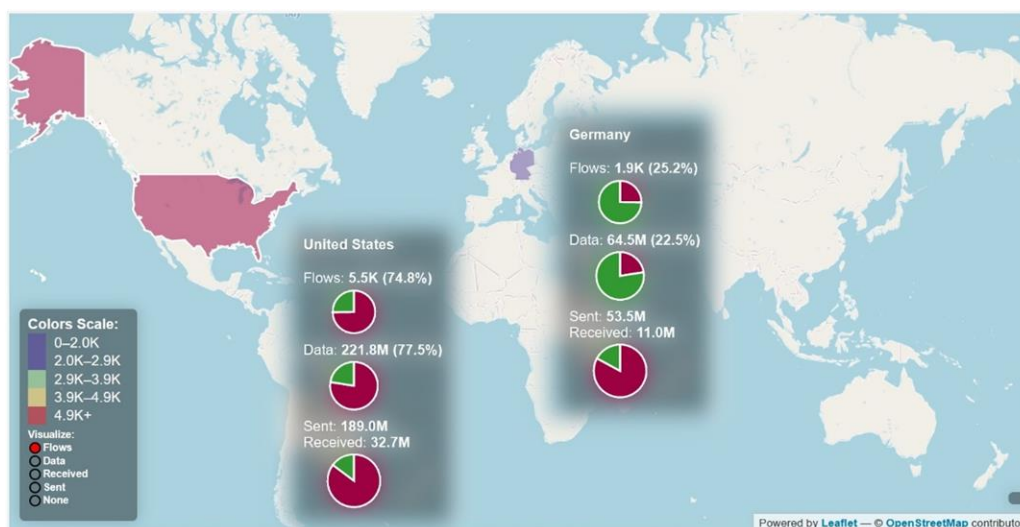 Germany
Flows: 1.9K (25.2%)
Data: 64.5M (22.5%)
Sent: 53.5M
Received: 11.0M
United States
Flows: 5.5K (74.8%)
Data: 221.8M (77.5%)
Sent: 189.0M
Received: 32.7M
Colors Scale:
0–2.0K
2.0K–2.9K
2.9K–3.9K
3.9K–4.9K
4.9K+
Visualize:
Flows
Data
Received
Sent
None
Powered by Leaflet — © OpenStreetMap contribute